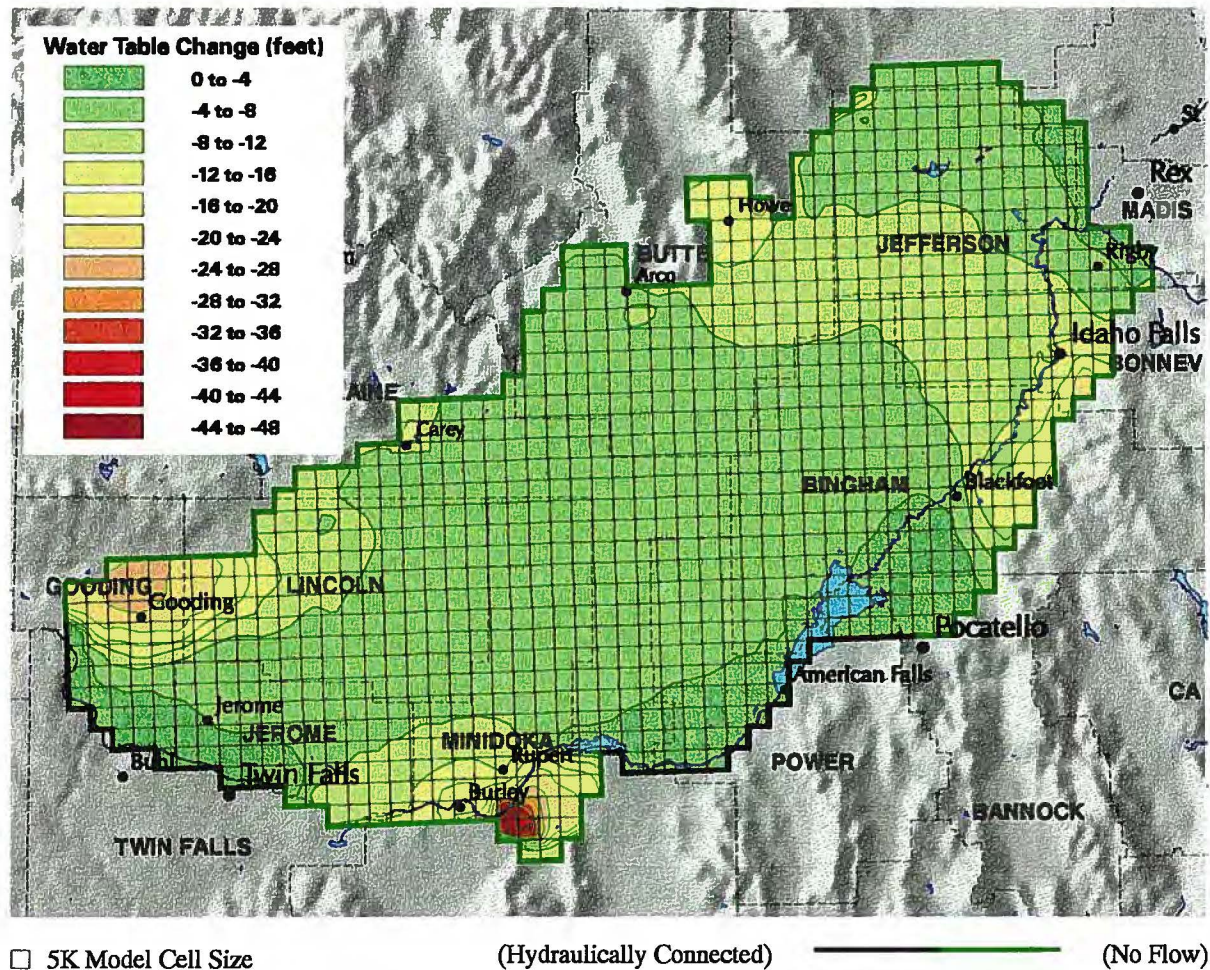 Water Table Change (feet)
0 to -4
-4 to -8
-8 to -12
-12 to -16
-16 to -20
-20 to -24
-24 to -28
-28 to -32
-32 to -36
-36 to -40
-40 to -44
-44 to -48
Rex
MADIS
Howe
JEFFERSON
BUTTE
Arco
Rigby
Idaho Falls
BONNEV
AINE
Carey
BINGHAM
Blackfoot
GOODING
LINCOLN
Gooding
Pocatello
American Falls
CA
Jerome
JEROME
MINIDOKA
Rupert
Buhl
Twin Falls
POWER
Burley
BANNOCK
TWIN FALLS
5K Model Cell Size
(Hydraulically Connected)
(No Flow)